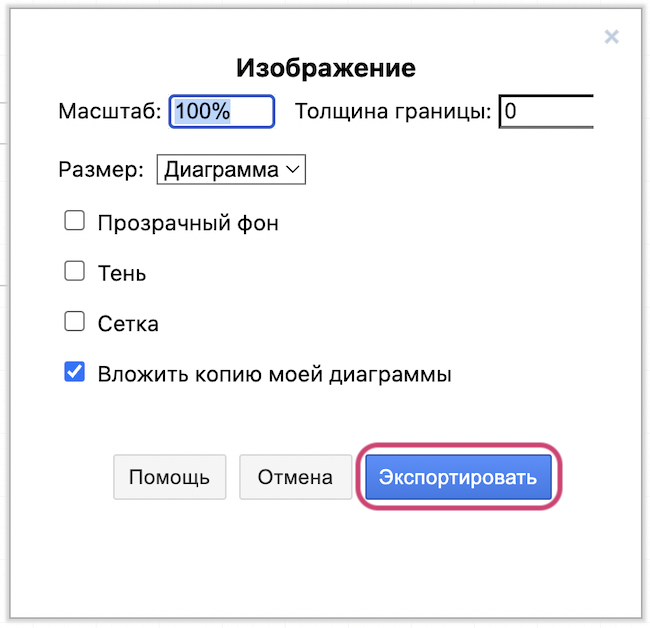 Изображение
Масштаб: 100% Толщина границы: 0
Размер: Диаграмма
Прозрачный фон
Тень
Сетка
Вложить копию моей диаграммы
Помощь Отмена Экспортировать